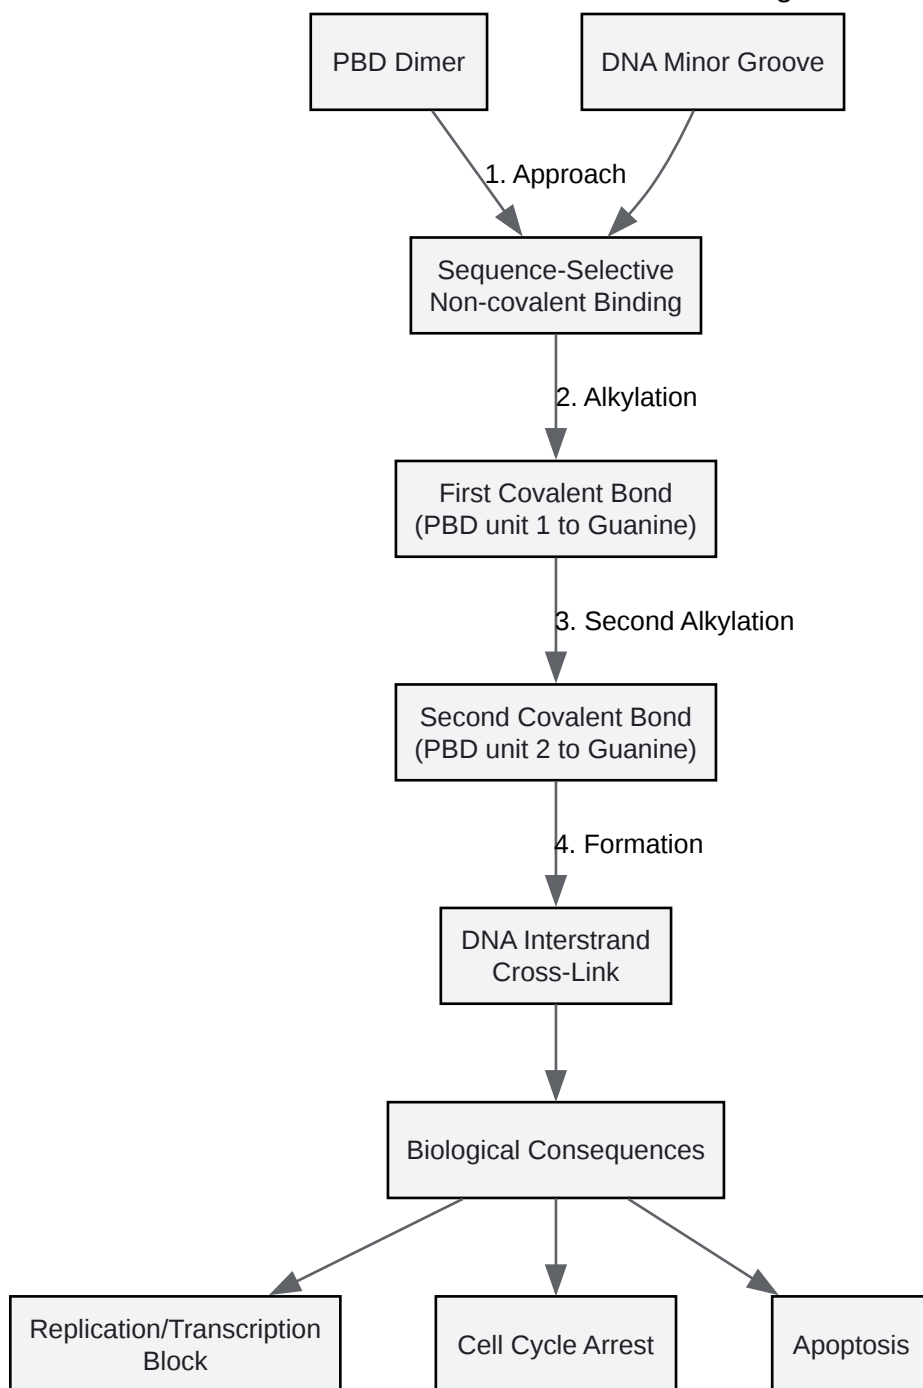 PBD Dimer
DNA Minor Groove
1. Approach
Sequence-Selective
Non-covalent Binding
2. Alkylation
First Covalent Bond
(PBD unit 1 to Guanine)
3. Second Alkylation
Second Covalent Bond
(PBD unit 2 to Guanine)
4. Formation
DNA Interstrand
Cross-Link
Biological Consequences
Replication/Transcription
Block
Cell Cycle Arrest
Apoptosis